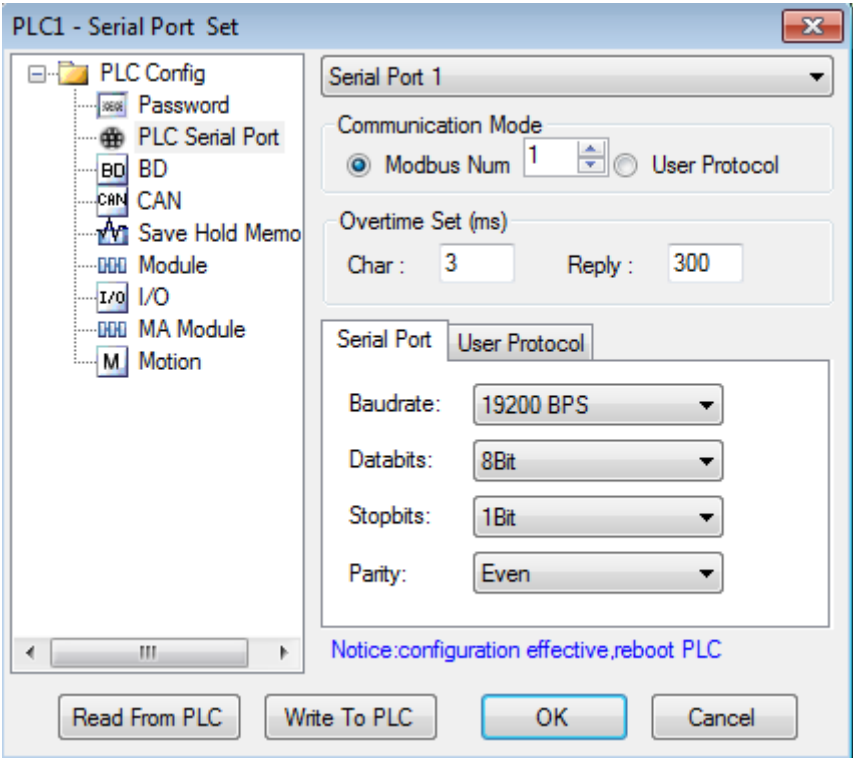 PLC1 - Serial Port Set
PLC Config
Password
PLC Serial Port
BD BD
CAN CAN
Save Hold Memo
Module
I/O I/O
MA Module
M Motion
Serial Port 1
Communication Mode
Modbus Num 1 User Protocol
Overtime Set (ms)
Char : 3 Reply : 300
Serial Port User Protocol
Baudrate: 19200 BPS
Databits: 8Bit
Stopbits: 1Bit
Parity: Even
Notice:configuration effective,reboot PLC
Read From PLC Write To PLC OK Cancel